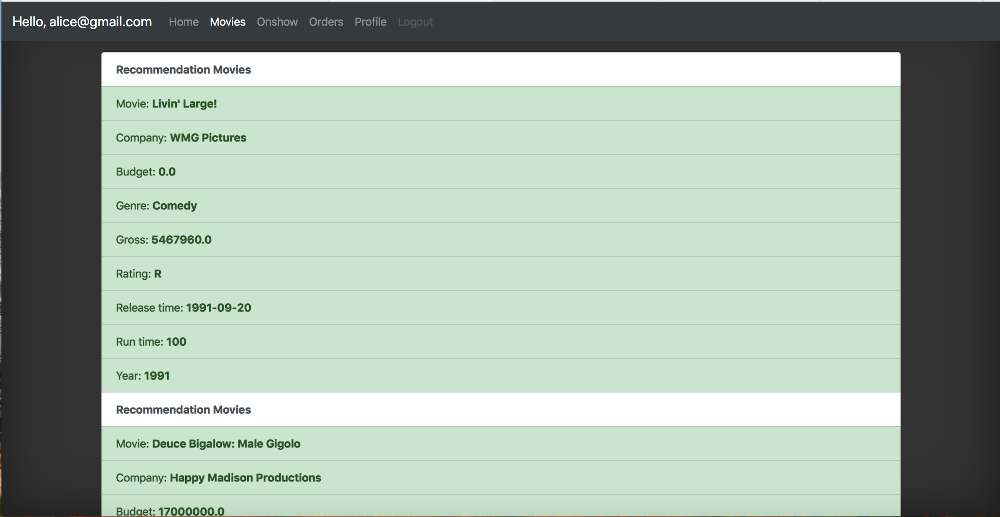 Hello, alice@gmail.com Home Movies Onshow Orders Profile Logout
Recommendation Movies
Movie: Livin' Large!
Company: WMG Pictures
Budget: 0.0
Genre: Comedy
Gross: 5467960.0
Rating: R
Release time: 1991-09-20
Run time: 100
Year: 1991
Recommendation Movies
Movie: Deuce Bigalow: Male Gigolo
Company: Happy Madison Productions
Budget: 17000000.0